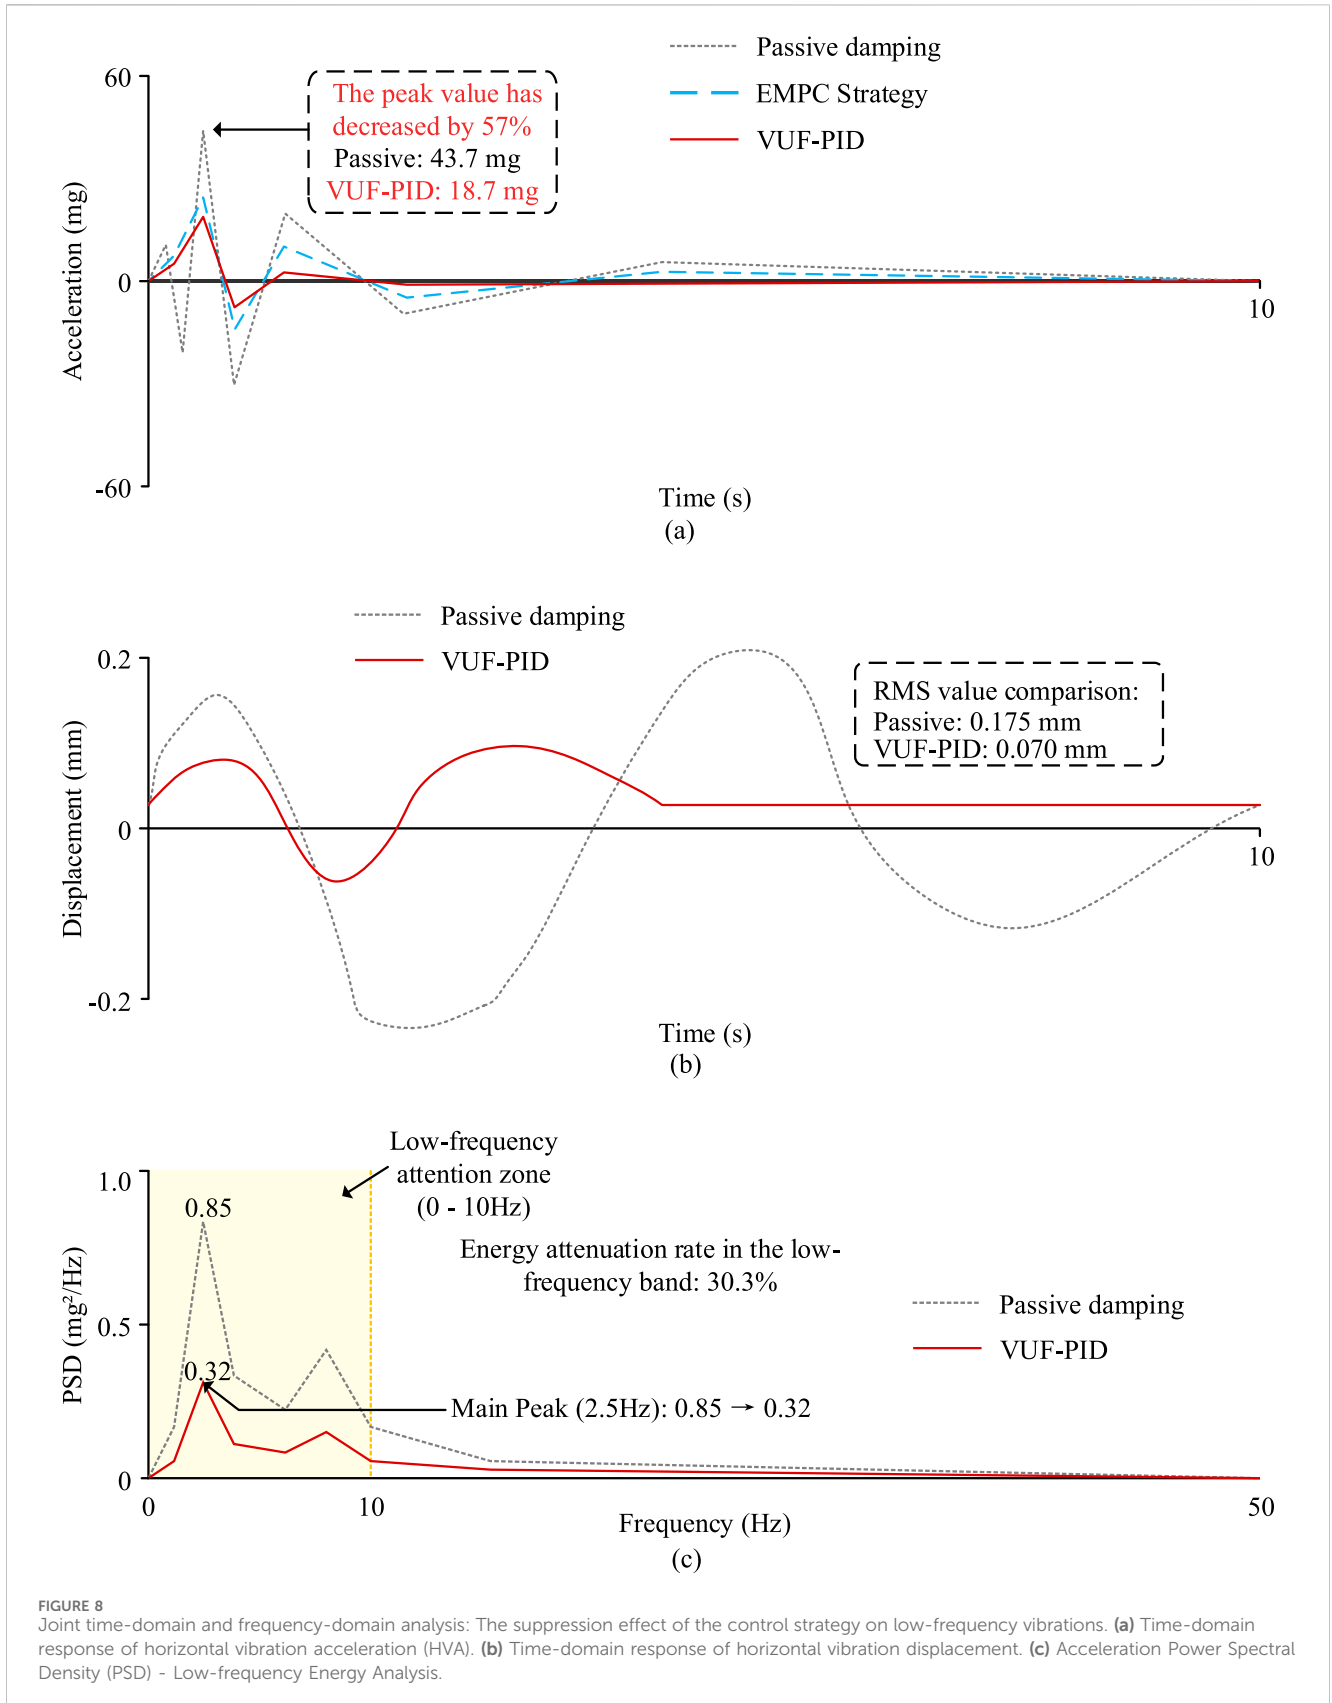 Passive damping
EMPC Strategy
VUF-PID
60
The peak value has
decreased by 57%
Passive: 43.7 mg
VUF-PID: 18.7 mg
Acceleration (mg)
0
10
-60
Time (s)
(a)
Passive damping
VUF-PID
0.2
RMS value comparison:
Passive: 0.175 mm
VUF-PID: 0.070 mm
Displacement (mm)
0
10
-0.2
Time (s)
(b)
Low-frequency
attention zone
(0 - 10Hz)
1.0
0.85
Energy attenuation rate in the low-
frequency band: 30.3%
Passive damping
VUF-PID
PSD (mg²/Hz)
0.5
0.32
Main Peak (2.5Hz): 0.85 → 0.32
0
0
10
50
Frequency (Hz)
(c)
FIGURE 8
Joint time-domain and frequency-domain analysis: The suppression effect of the control strategy on low-frequency vibrations. (a) Time-domain
response of horizontal vibration acceleration (HVA). (b) Time-domain response of horizontal vibration displacement. (c) Acceleration Power Spectral
Density (PSD) - Low-frequency Energy Analysis.